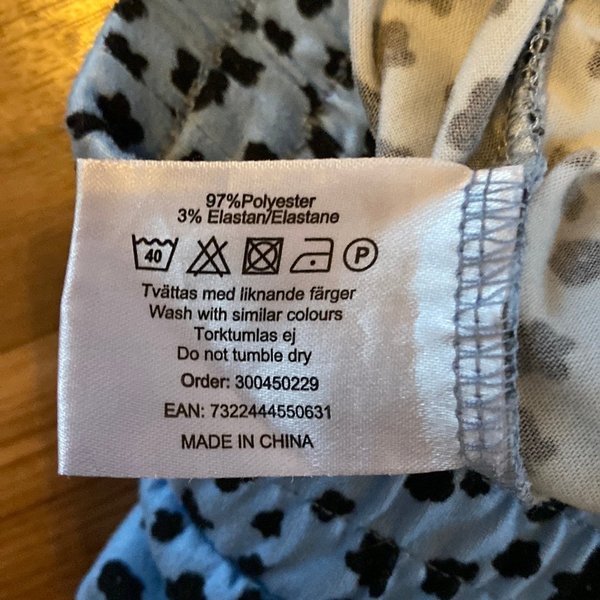 97%Polyester
3% Elastan/Elastane
40 P
Tvättas med liknande färger
Wash with similar colours
Torktumlas ej
Do not tumble dry
Order: 300450229
EAN: 7322444550631
MADE IN CHINA